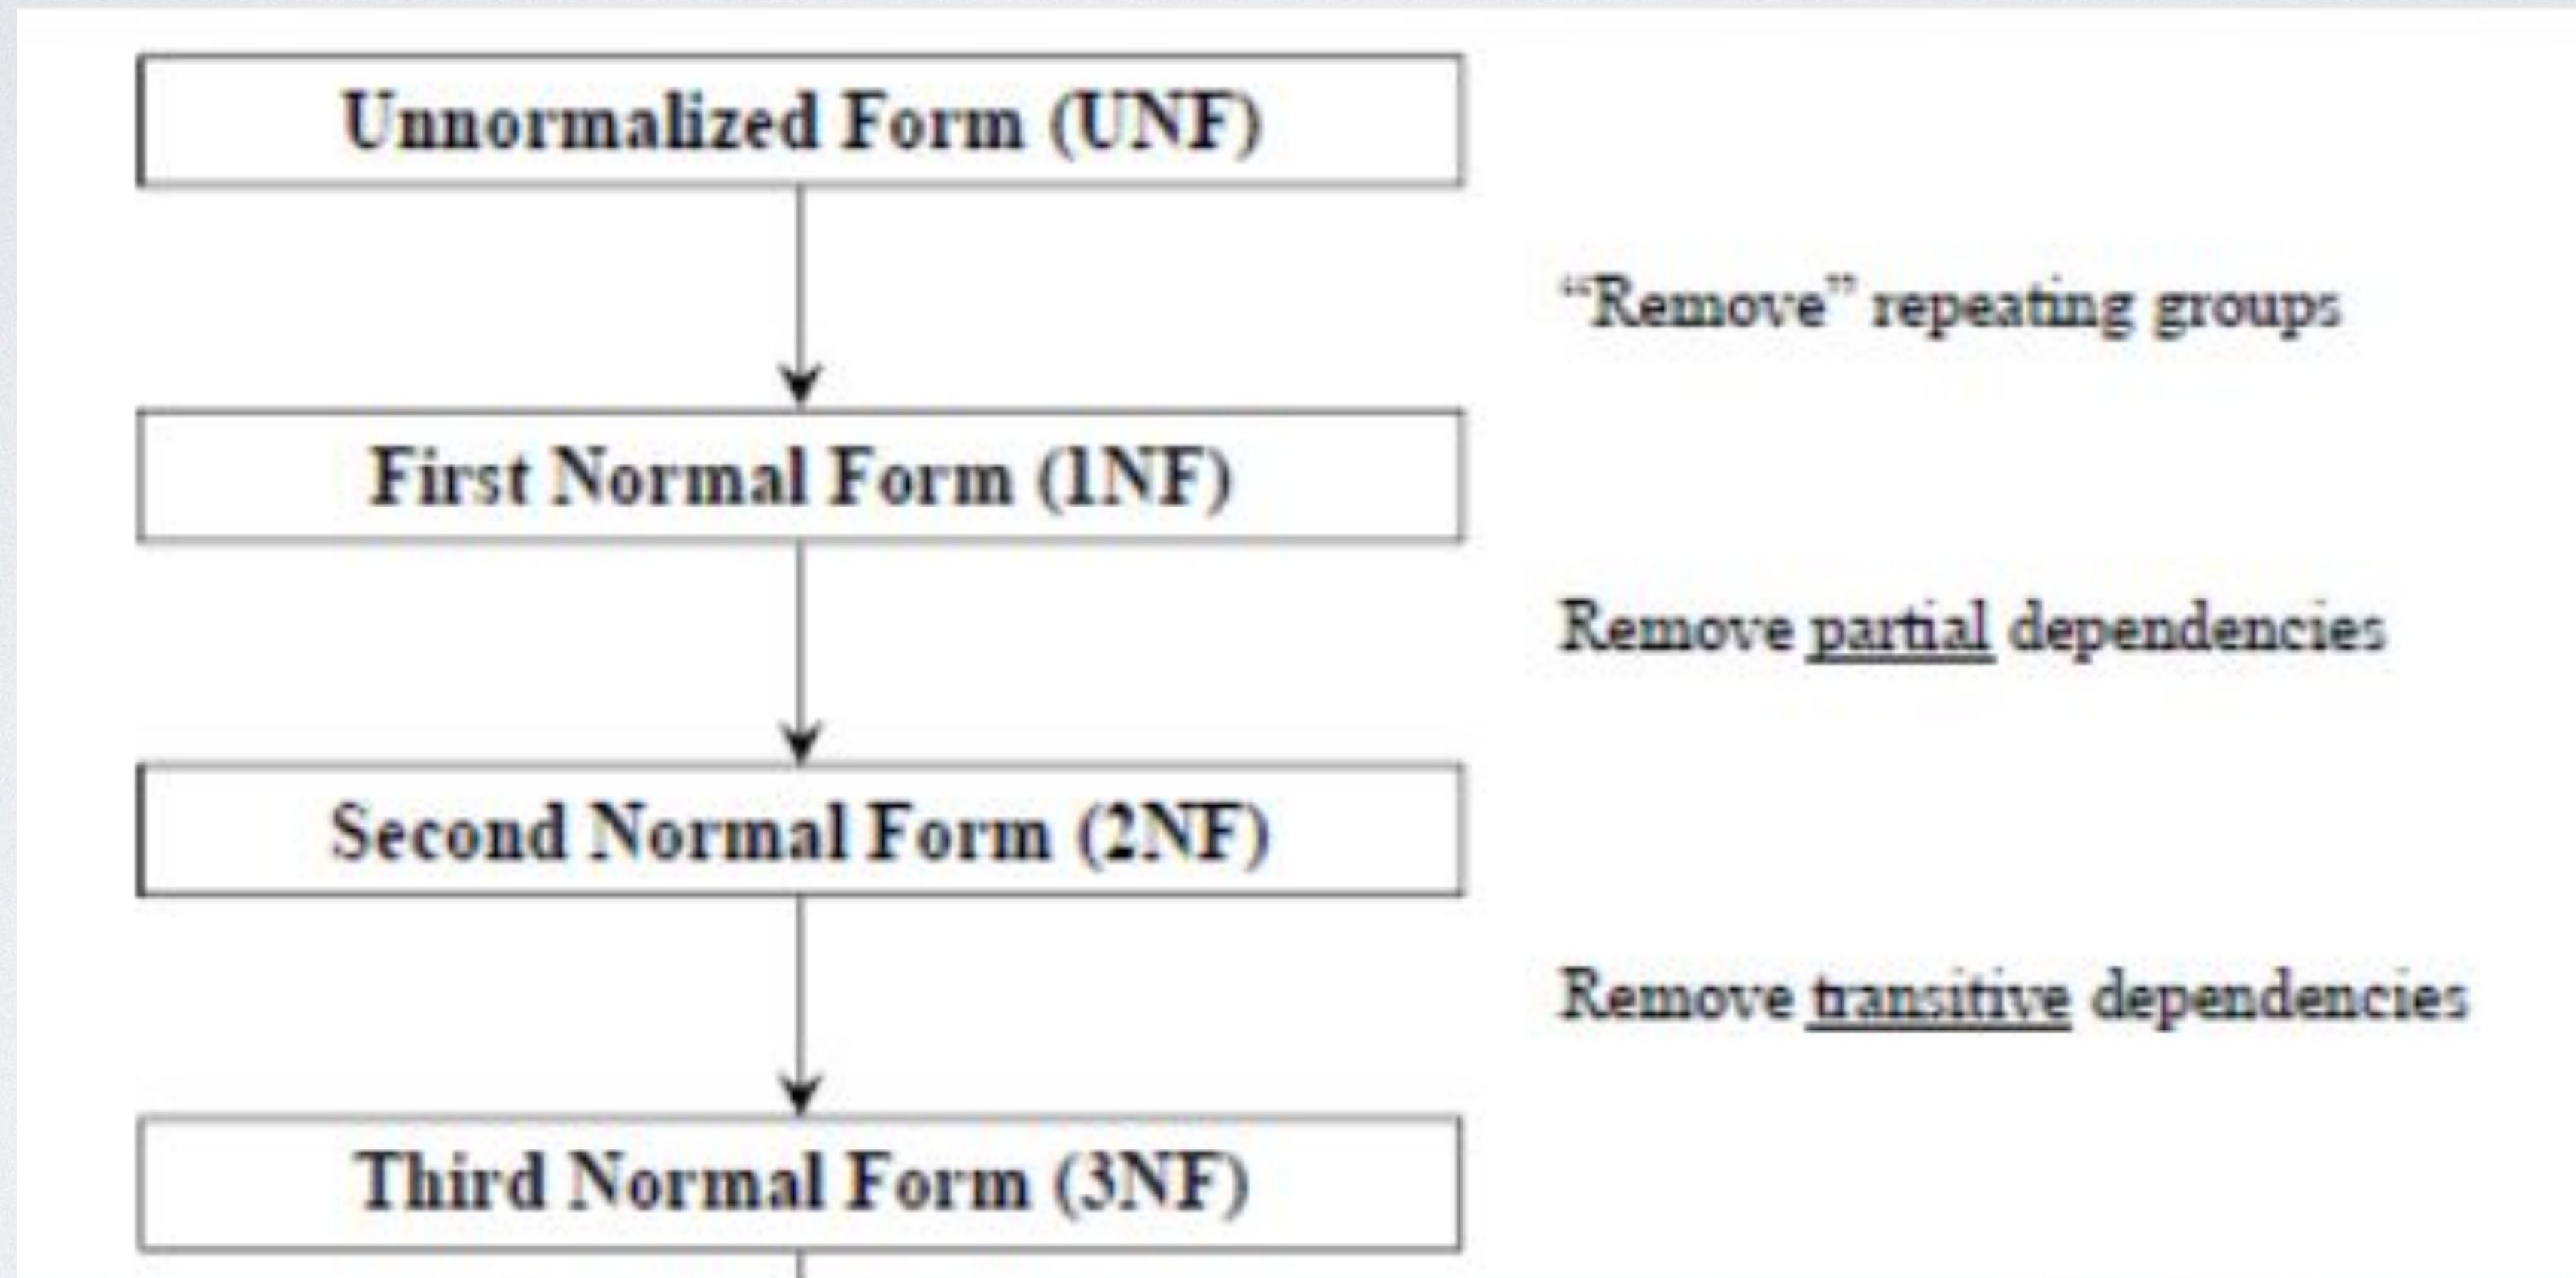 Unnormalized Form (UNF)
“Remove” repeating groups
First Normal Form (1NF)
Remove partial dependencies
Second Normal Form (2NF)
Remove transitive dependencies
Third Normal Form (3NF)